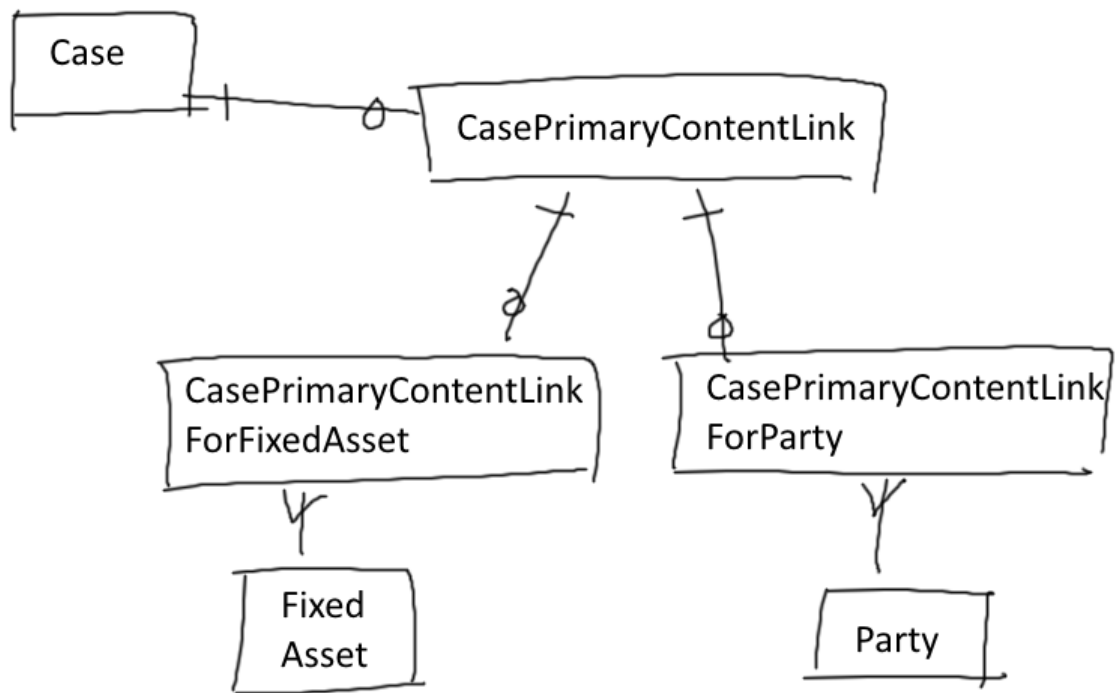 Case
CasePrimaryContentLink
CasePrimaryContentLink
ForFixedAsset
CasePrimaryContentLink
ForParty
Fixed
Asset
Party